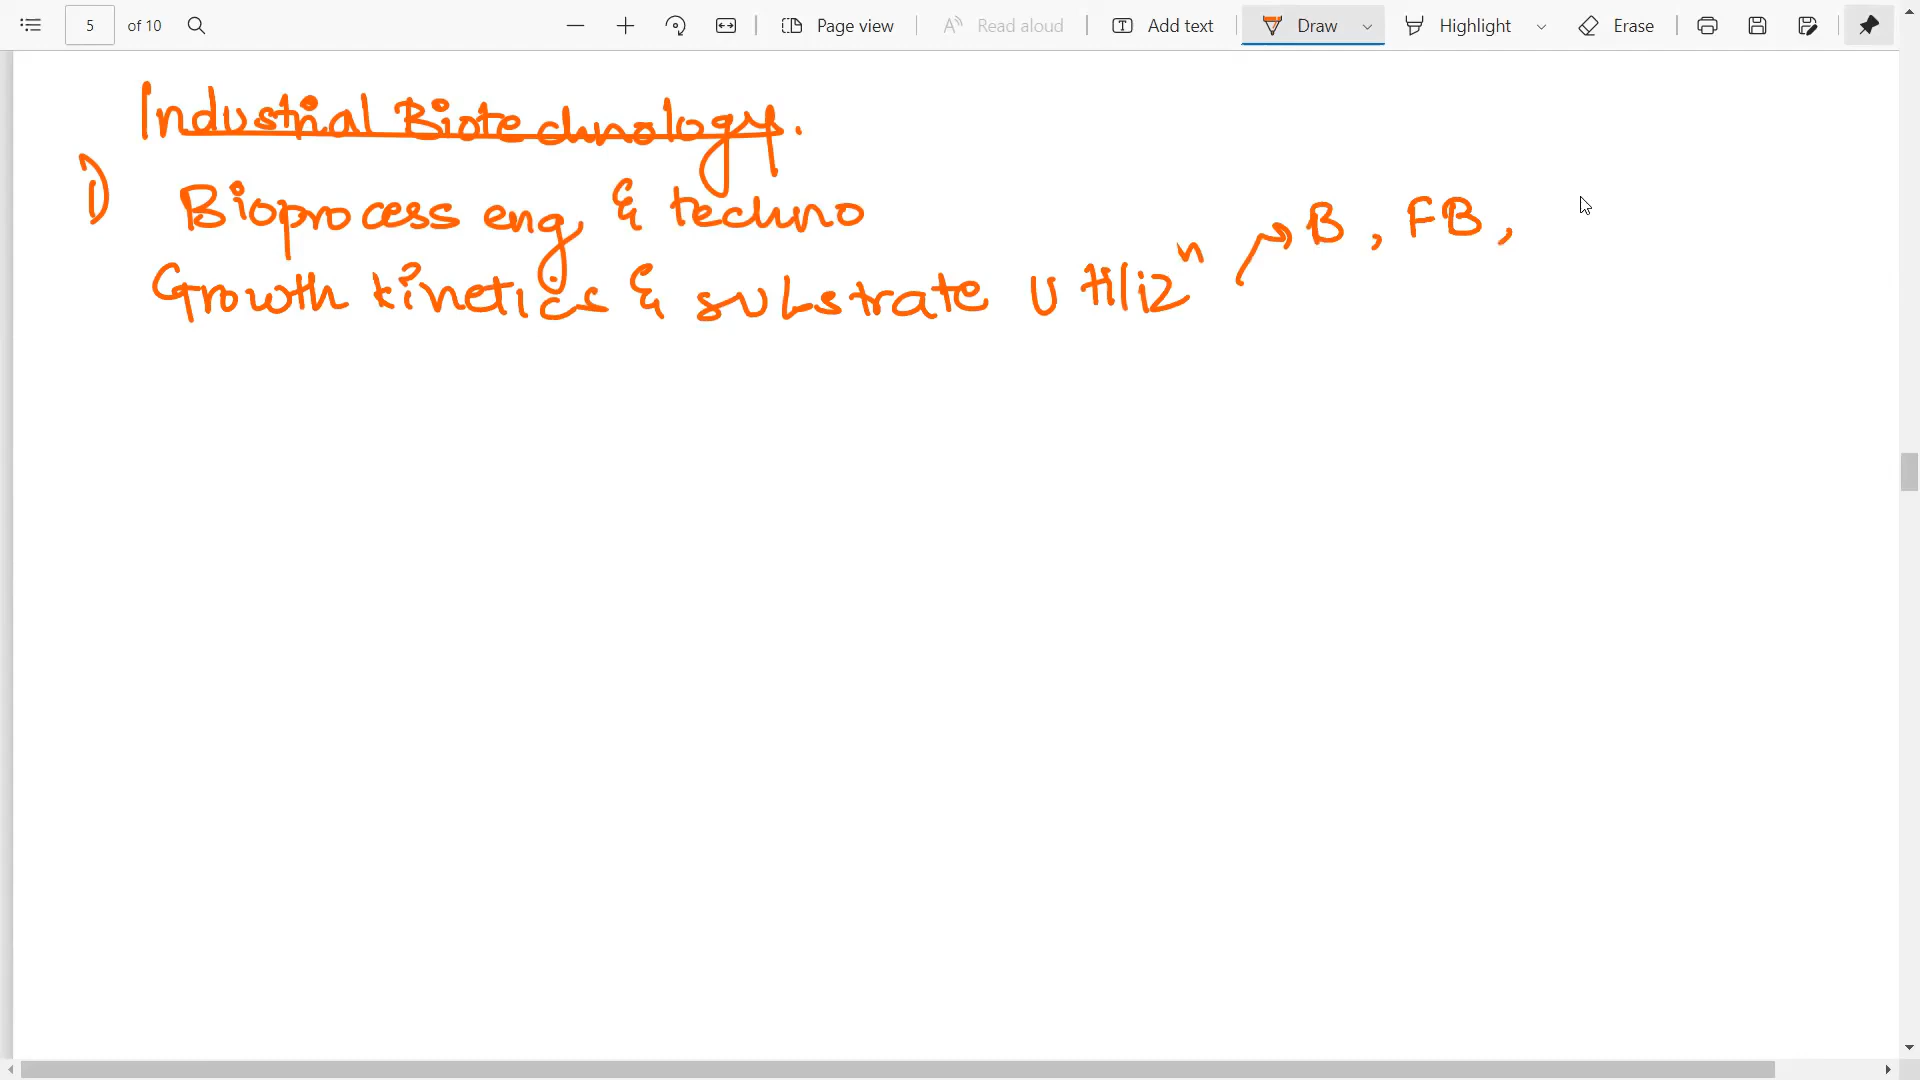 5 of 10 Page view Read aloud Add text Draw Highlight Erase
Industrial Biotechnology.
1) Bioprocess eng & techno
Growth kinetics & substrate utilizⁿ → B, FB,